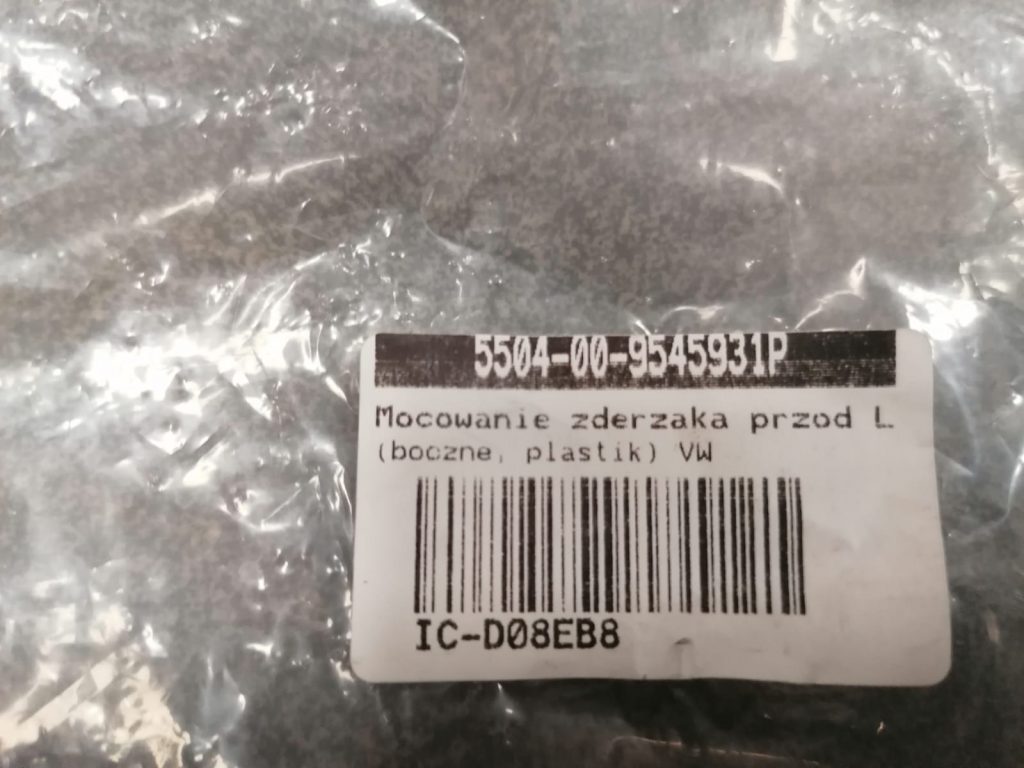 5504-00-9545931P
Mocowanie zderzaka przod L
(boczne, plastik) VW
IC-D08EB8